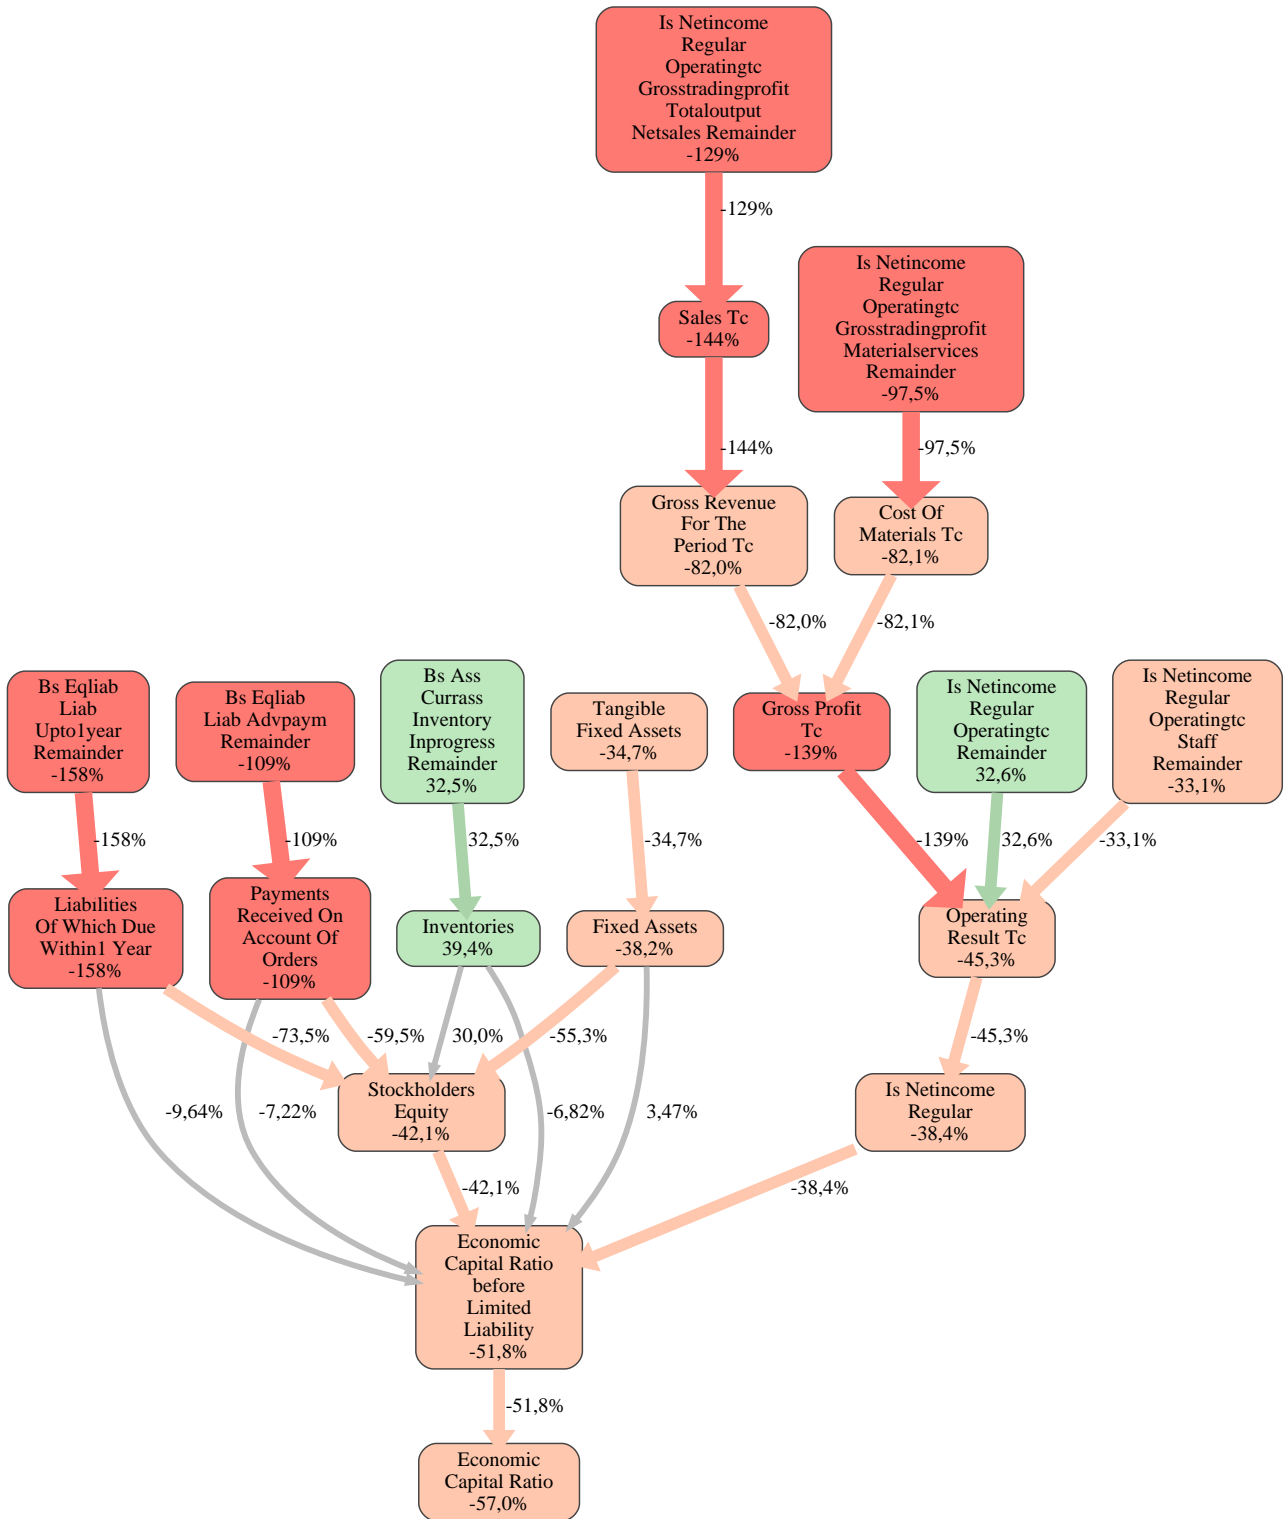 Is Netincome
Regular
Operatingtc
Grosstradingprofit
Totaloutput
Netsales Remainder
-129%
-129%
Is Netincome
Regular
Operatingtc
Grosstradingprofit
Materialservices
Remainder
-97,5%
Sales Tc
-144%
-144%
-97,5%
Gross Revenue
For The
Period Tc
-82,0%
Cost Of
Materials Tc
-82,1%
-82,0%
-82,1%
Bs Eqliab
Liab
Upto1year
Remainder
-158%
Bs Eqliab
Liab Advpaym
Remainder
-109%
Bs Ass
Currass
Inventory
Inprogress
Remainder
32,5%
Tangible
Fixed Assets
-34,7%
Gross Profit
Tc
-139%
Is Netincome
Regular
Operatingtc
Remainder
32,6%
Is Netincome
Regular
Operatingtc
Staff
Remainder
-33,1%
-158%
-109%
32,5%
-34,7%
-139%
32,6%
-33,1%
Liabilities
Of Which Due
Within1 Year
-158%
Payments
Received On
Account Of
Orders
-109%
Inventories
39,4%
Fixed Assets
-38,2%
Operating
Result Tc
-45,3%
-73,5%
-59,5%
30,0%
-55,3%
-45,3%
Stockholders
Equity
-42,1%
Is Netincome
Regular
-38,4%
-9,64%
-7,22%
-6,82%
3,47%
-42,1%
-38,4%
Economic
Capital Ratio
before
Limited
Liability
-51,8%
-51,8%
Economic
Capital Ratio
-57,0%